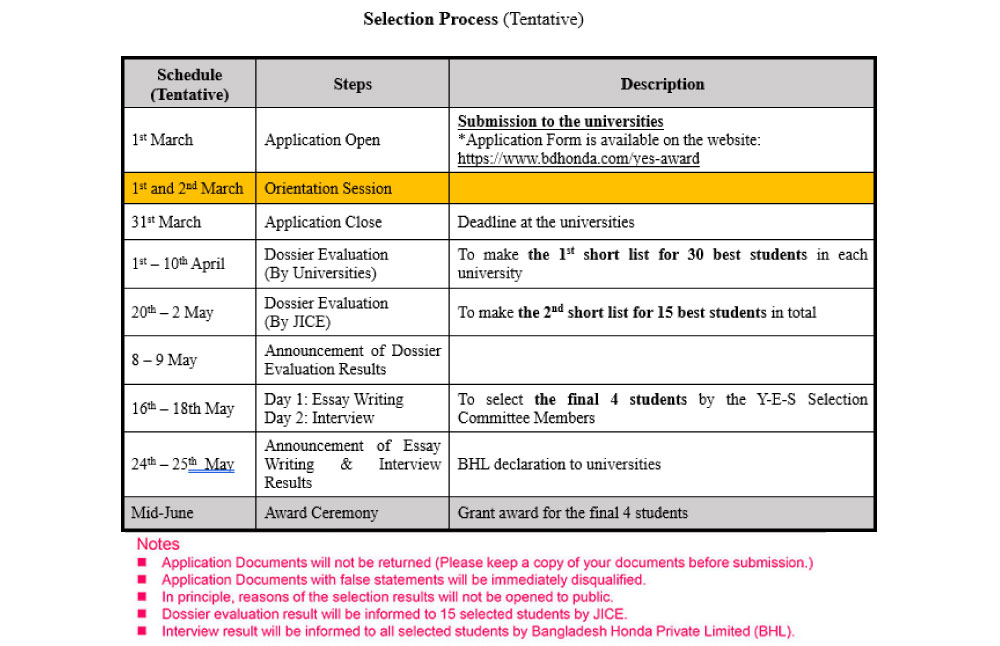 Selection Process (Tentative)
Schedule
(Tentative)
Steps
Description
1st March
Application Open
Submission to the universities
*Application Form is available on the website:
https://www.bdhonda.com/yes-award
1st and 2nd March
Orientation Session
31st March
Application Close
Deadline at the universities
1st – 10th April
Dossier Evaluation
(By Universities)
To make the 1st short list for 30 best students in each
university
20th – 2 May
Dossier Evaluation
(By JICE)
To make the 2nd short list for 15 best students in total
8 – 9 May
Announcement of Dossier
Evaluation Results
16th – 18th May
Day 1: Essay Writing
Day 2: Interview
To select the final 4 students by the Y-E-S Selection
Committee Members
24th – 25th May
Announcement of Essay
Writing & Interview
Results
BHL declaration to universities
Mid-June
Award Ceremony
Grant award for the final 4 students
Notes
■ Application Documents will not be returned (Please keep a copy of your documents before submission.)
■ Application Documents with false statements will be immediately disqualified.
■ In principle, reasons of the selection results will not be opened to public.
■ Dossier evaluation result will be informed to 15 selected students by JICE.
■ Interview result will be informed to all selected students by Bangladesh Honda Private Limited (BHL).